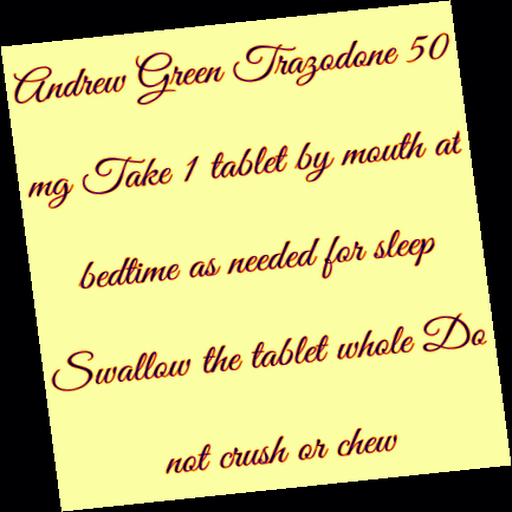 Andrew Green Trazodone 50
mg Take 1 tablet by mouth at
bedtime as needed for sleep
Swallow the tablet whole Do
not crush or chew